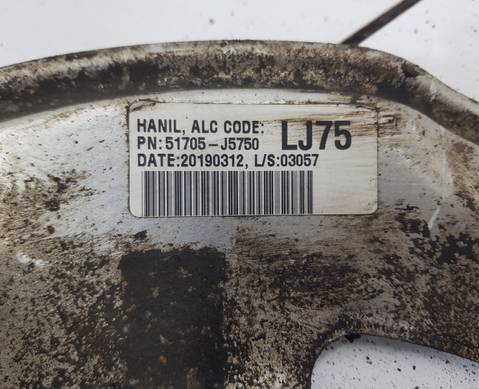 HANIL, ALC CODE: LJ75
PN:51705-J5750
DATE:20190312, L/S:03057